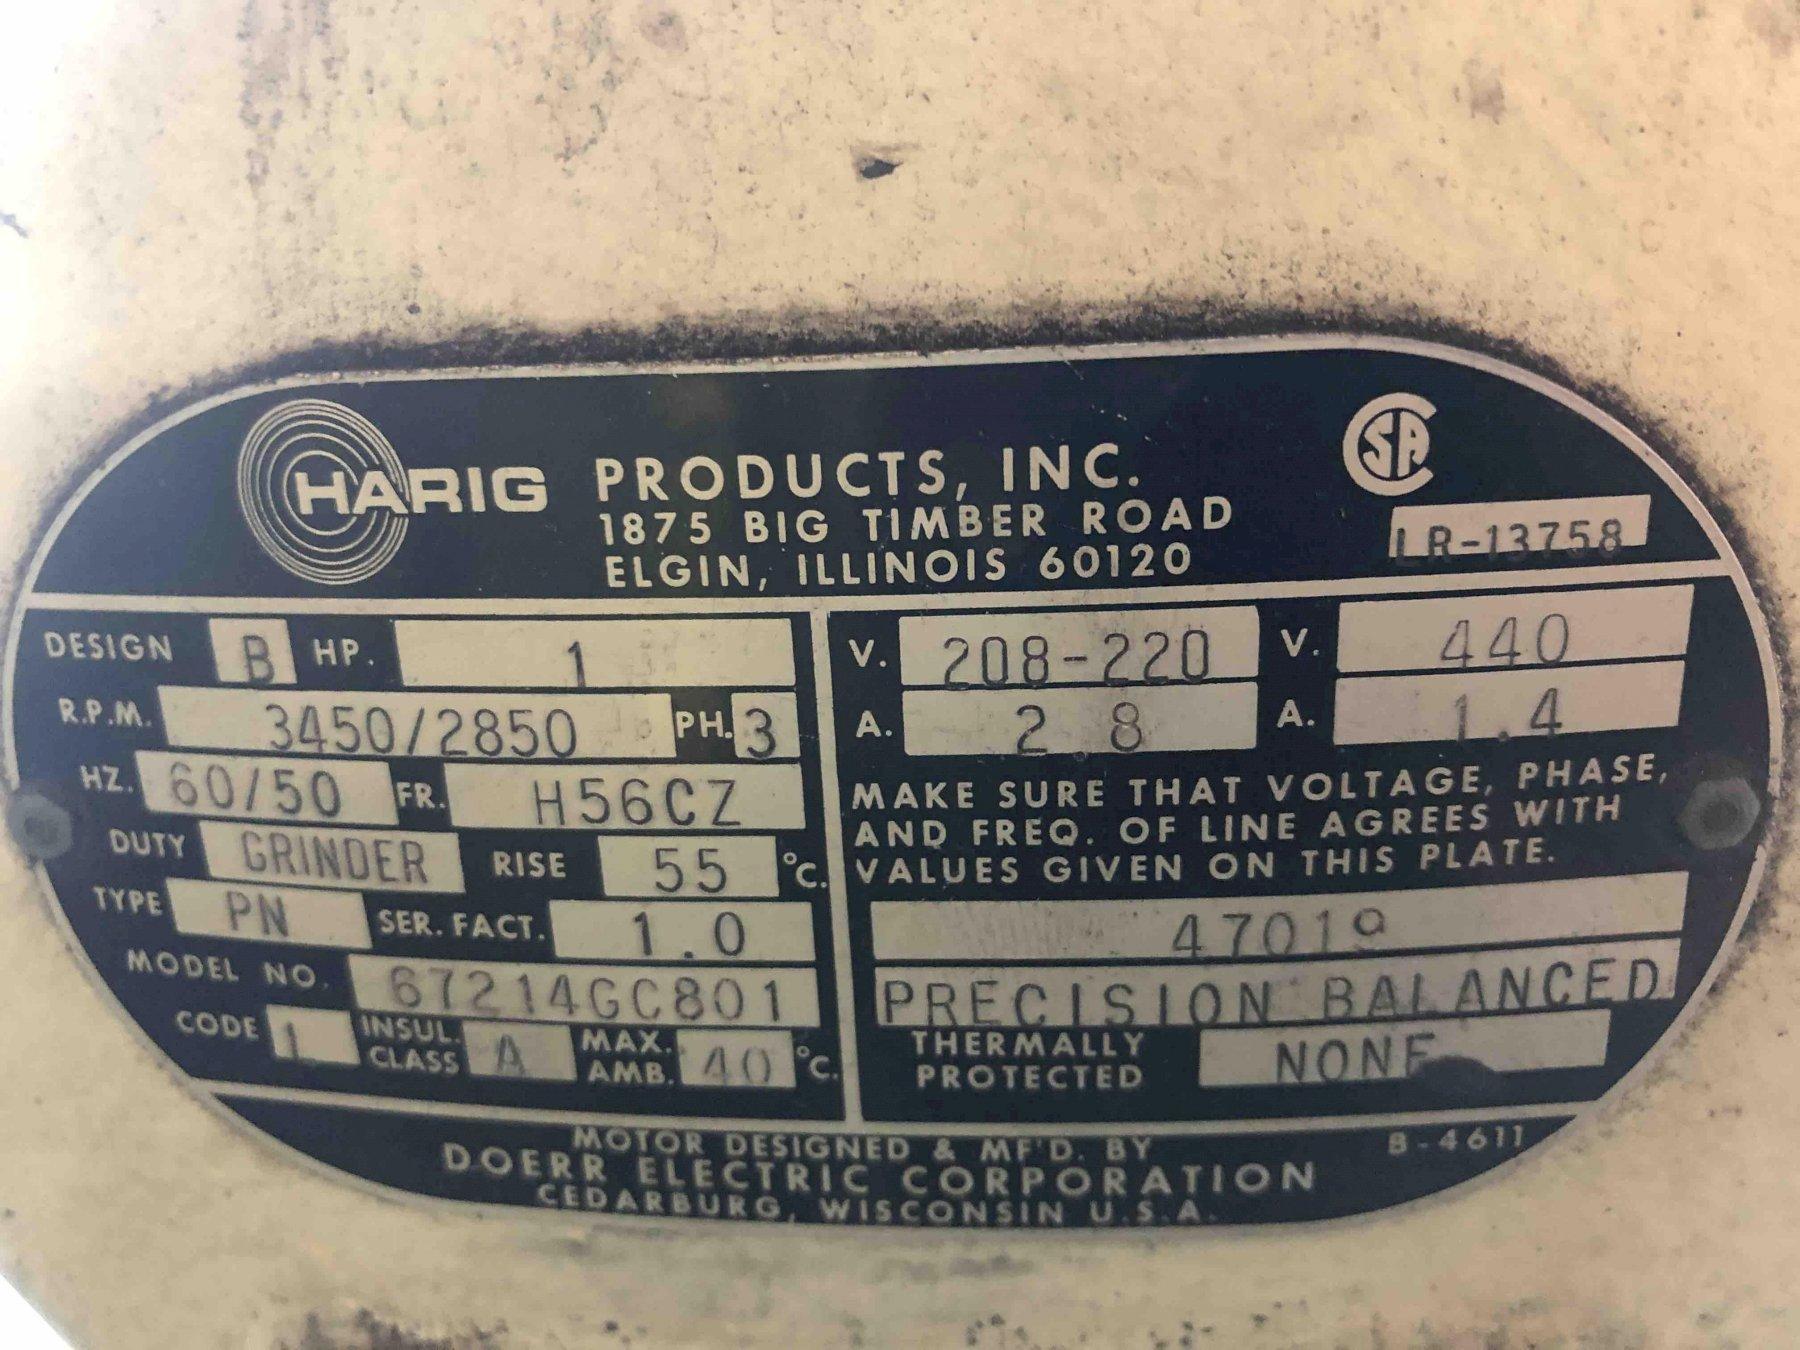 HARIG PRODUCTS, INC.
1875 BIG TIMBER ROAD
ELGIN, ILLINOIS 60120
CSA
LR-13758
DESIGN B HP. 1
R.P.M. 3450/2850 PH. 3
HZ. 60/50 FR. H56CZ
DUTY GRINDER RISE 55 °C.
TYPE PN SER. FACT. 1.0
MODEL NO. 67214GC801
CODE L INSUL. CLASS A MAX. AMB. 40 °C.
V. 208-220 V. 440
A. 2 8 A. 1.4
MAKE SURE THAT VOLTAGE, PHASE,
AND FREQ. OF LINE AGREES WITH
VALUES GIVEN ON THIS PLATE.
47019
PRECISION BALANCED
THERMALLY PROTECTED NONE
MOTOR DESIGNED & MF'D. BY
DOERR ELECTRIC CORPORATION
CEDARBURG, WISCONSIN U.S.A.
B-4611